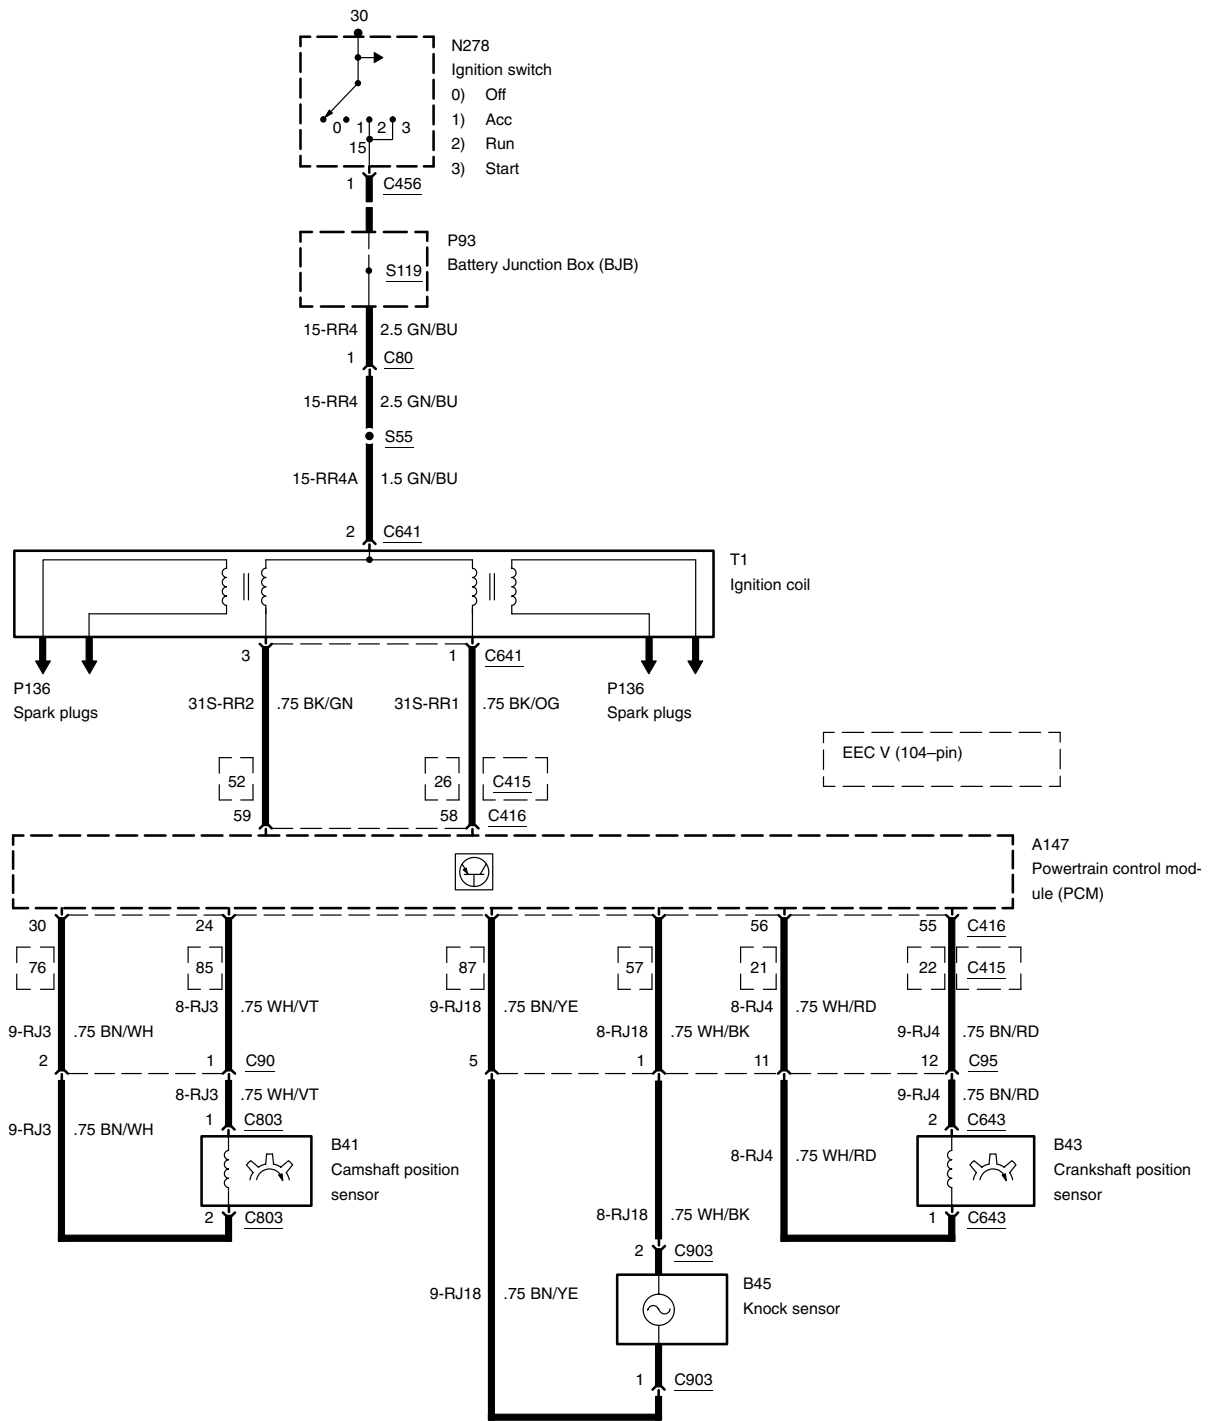 30
N278
Ignition switch
0) Off
1) Acc
2) Run
3) Start
0 1 2 3
15
1 C456
P93
Battery Junction Box (BJB)
S119
15-RR4 2.5 GN/BU
1 C80
15-RR4 2.5 GN/BU
S55
15-RR4A 1.5 GN/BU
2 C641
T1
Ignition coil
3 1 C641
P136
Spark plugs
31S-RR2 .75 BK/GN 31S-RR1 .75 BK/OG
P136
Spark plugs
EEC V (104–pin)
52 26 C415
59 58 C416
A147
Powertrain control mod-
ule (PCM)
30 24 56 55 C416
76 85 87 57 21 22 C415
8-RJ3 .75 WH/VT 9-RJ18 .75 BN/YE 8-RJ4 .75 WH/RD
9-RJ3 .75 BN/WH 8-RJ18 .75 WH/BK 9-RJ4 .75 BN/RD
2 1 C90 5 1 11 12 C95
8-RJ3 .75 WH/VT 9-RJ4 .75 BN/RD
1 C803 2 C643
9-RJ3 .75 BN/WH
B41
Camshaft position
sensor
8-RJ4 .75 WH/RD
B43
Crankshaft position
sensor
2 C803 8-RJ18 .75 WH/BK 1 C643
2 C903
9-RJ18 .75 BN/YE
B45
Knock sensor
1 C903